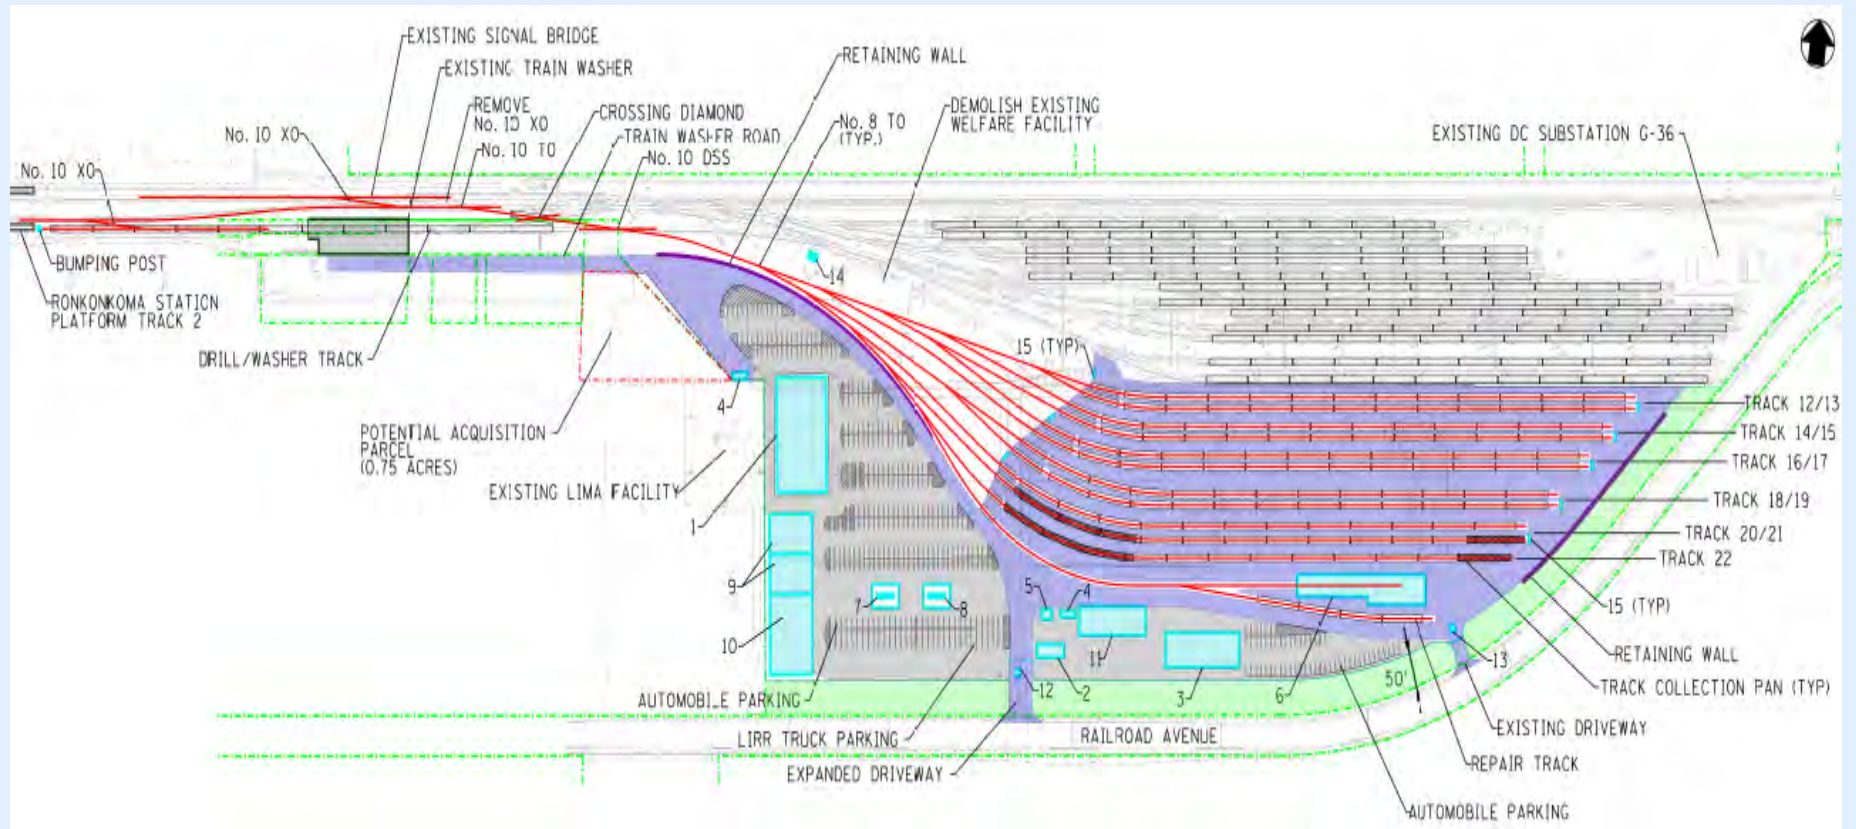 EXISTING SIGNAL BRIDGE
EXISTING TRAIN WASHER
RETAINING WALL
REMOVE
No. 10 XO
CROSSING DIAMOND
DEMOLISH EXISTING
WELFARE FACILITY
No. 10 XO
No. 10 TO
TRAIN WASHER ROAD
No. 8 TO
(TYP.)
EXISTING DC SUBSTATION G-36
No. 10 XO
No. 10 DSS
BUMPING POST
14
RONKONKOMA STATION
PLATFORM TRACK 2
DRILL/WASHER TRACK
15 (TYP)
4
TRACK 12/13
POTENTIAL ACQUISITION
PARCEL
(0.75 ACRES)
TRACK 14/15
TRACK 16/17
EXISTING LIMA FACILITY
TRACK 18/19
1
TRACK 20/21
TRACK 22
9
5
4
7
8
15 (TYP)
10
11
13
RETAINING WALL
50'
12
2
3
6
TRACK COLLECTION PAN (TYP)
AUTOMOBILE PARKING
EXISTING DRIVEWAY
LIRR TRUCK PARKING
RAILROAD AVENUE
REPAIR TRACK
EXPANDED DRIVEWAY
AUTOMOBILE PARKING